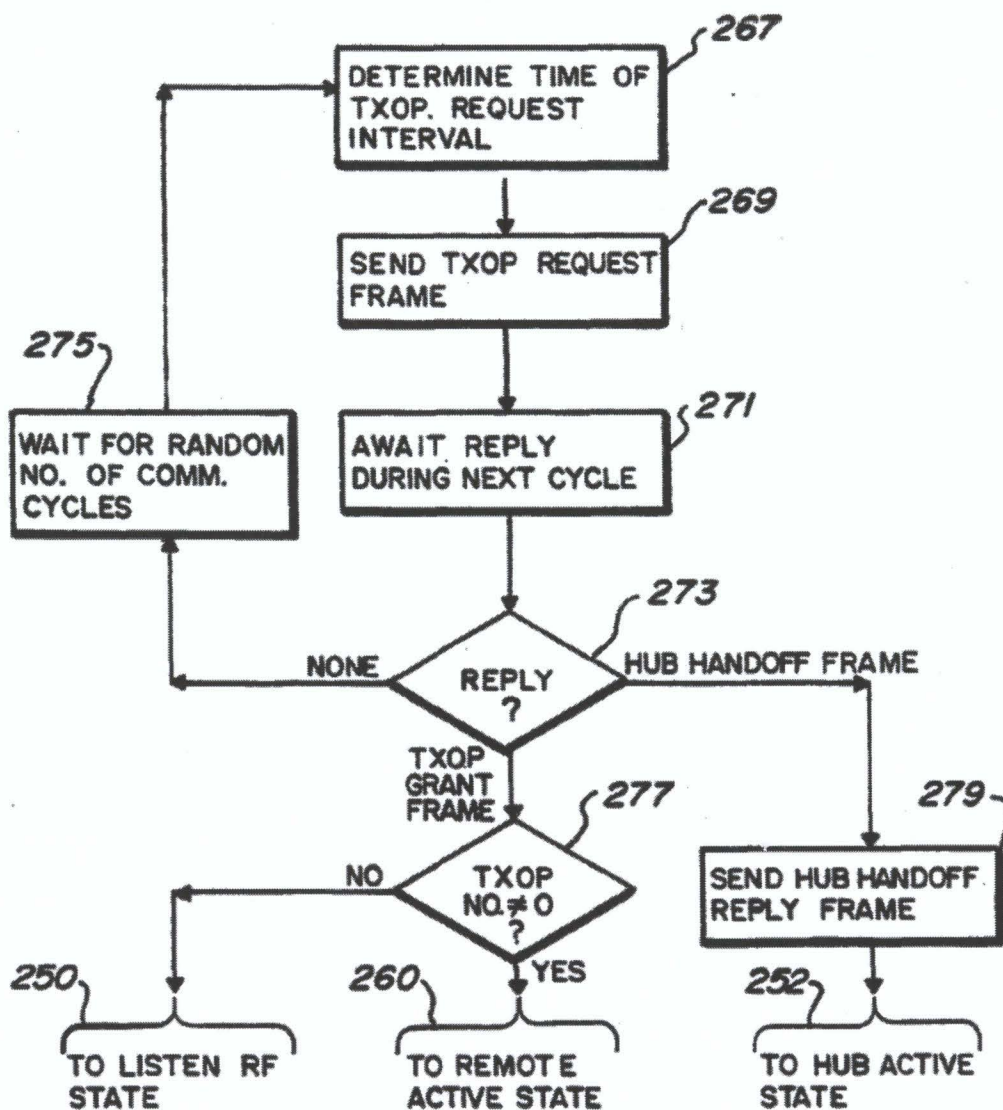 267
DETERMINE TIME OF
TXOP. REQUEST
INTERVAL
269
SEND TXOP REQUEST
FRAME
275
WAIT FOR RANDOM
NO. OF COMM.
CYCLES
271
AWAIT REPLY
DURING NEXT CYCLE
273
NONE
REPLY
?
HUB HANDOFF FRAME
TXOP
GRANT
FRAME
277
279
NO
TXOP
NO.≠0
?
YES
SEND HUB HANDOFF
REPLY FRAME
250
TO LISTEN RF
STATE
260
TO REMOTE
ACTIVE STATE
252
TO HUB ACTIVE
STATE